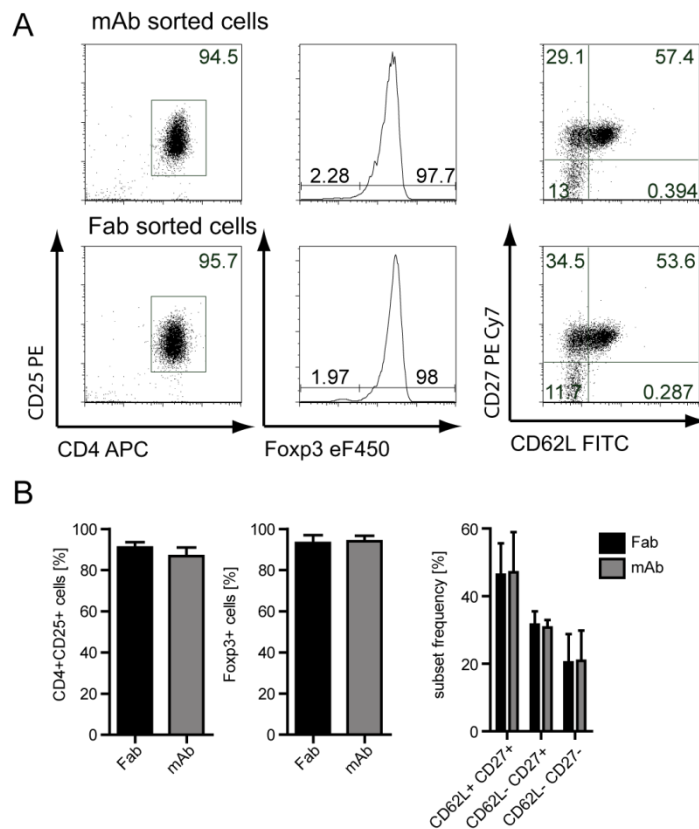 A
mAb sorted cells
94.5
2.28
97.7
29.1
57.4
13
0.394
Fab sorted cells
95.7
1.97
98
34.5
53.6
11.7
0.287
CD25 PE
CD4 APC
Foxp3 eF450
CD27 PE Cy7
CD62L FITC
B
CD4+CD25+ cells [%]
100
80
60
40
20
0
Fab
mAb
Foxp3+ cells [%]
100
80
60
40
20
0
Fab
mAb
subset frequency [%]
60
40
20
0
CD62L+ CD27+
CD62L- CD27+
CD62L- CD27-
Fab
mAb